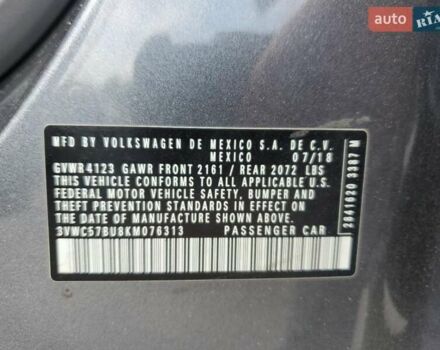 AUTO RIA
MFD BY VOLKSWAGEN DE MEXICO S.A. DE C.V.
MEXICO 07/18
GVWR4123 GAWR FRONT 2161 / REAR 2072 LBS
THIS VEHICLE CONFORMS TO ALL APPLICABLE U.S.
FEDERAL MOTOR VEHICLE SAFETY, BUMPER, AND
THEFT PREVENTION STANDARDS IN EFFECT ON THE
DATE OF MANUFACTURE SHOWN ABOVE
3VWC57BU8KM076313 PASSENGER CAR
28411620 3387 M